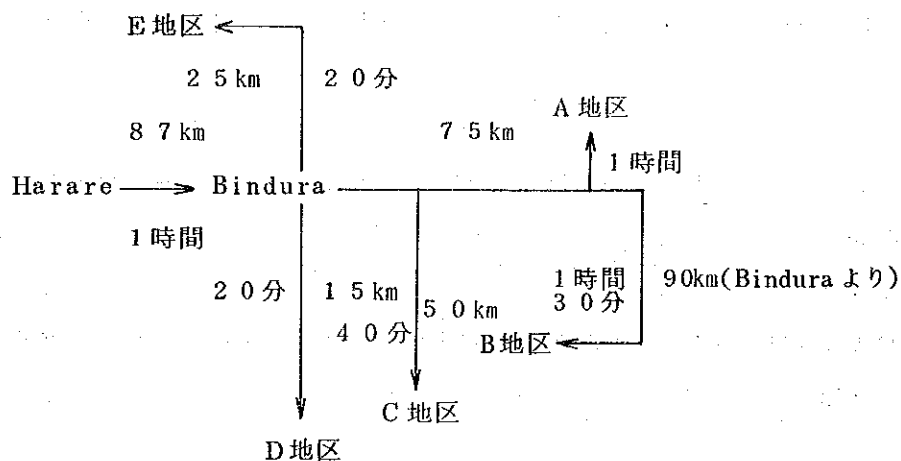 E地区
25km 20分
87km 75km A地区
1時間
Harare Bindura
1時間
20分 15km 1時間 90km(Binduraより)
40分 50km 30分
B地区
C地区
D地区